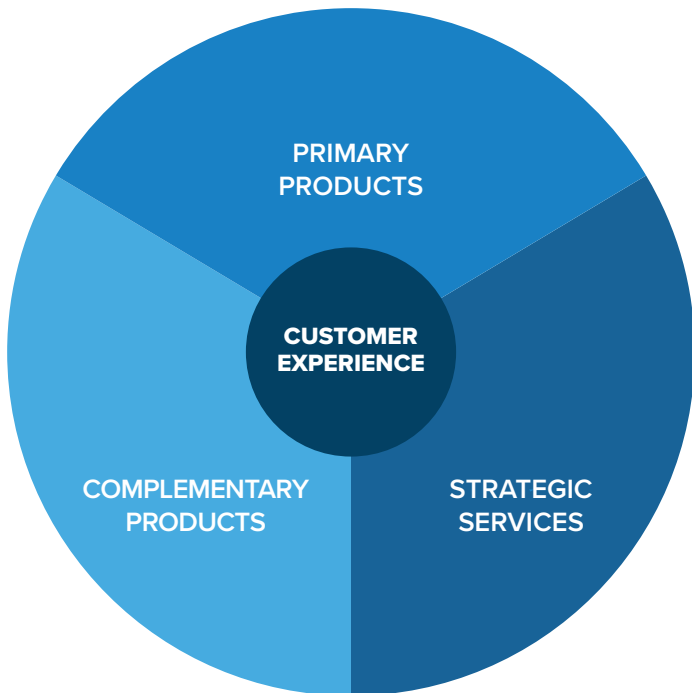 PRIMARY
PRODUCTS
CUSTOMER
EXPERIENCE
COMPLEMENTARY
PRODUCTS
STRATEGIC
SERVICES